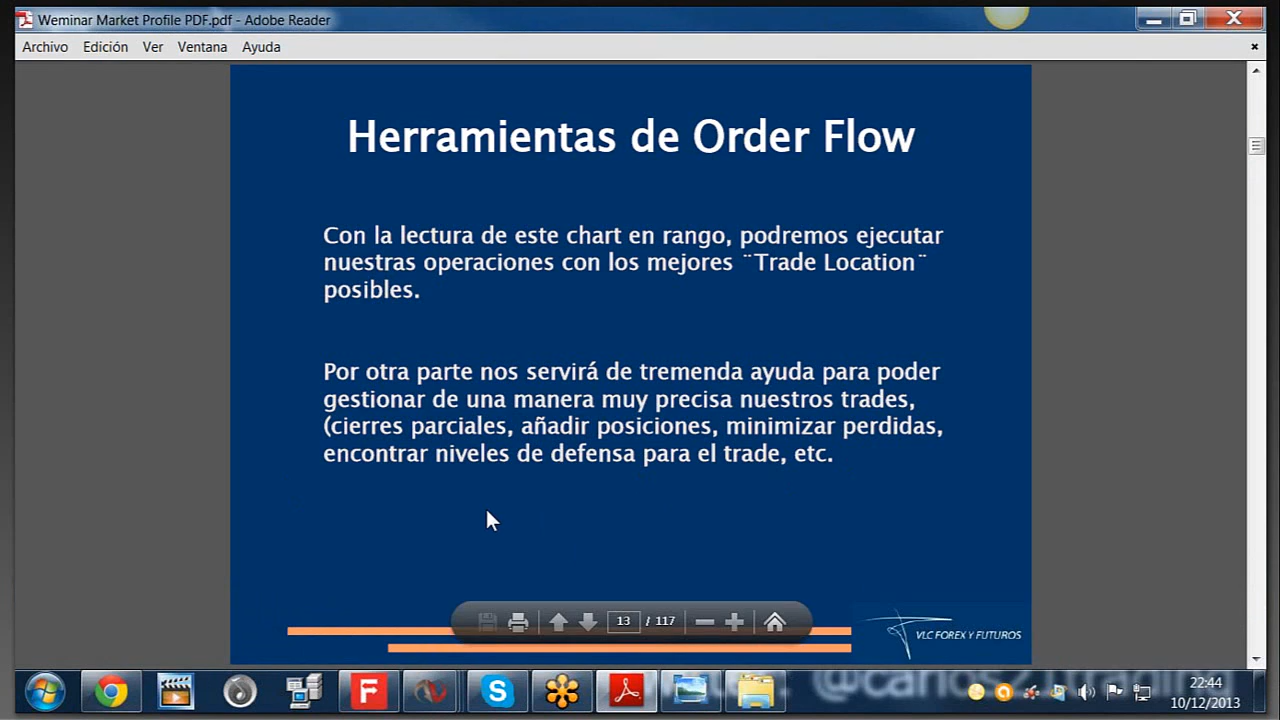 Weminar Market Profile PDF.pdf - Adobe Reader
Archivo Edición Ver Ventana Ayuda
Herramientas de Order Flow
Con la lectura de este chart en rango, podremos ejecutar
nuestras operaciones con los mejores ¨Trade Location¨
posibles.
Por otra parte nos servirá de tremenda ayuda para poder
gestionar de una manera muy precisa nuestros trades,
(cierres parciales, añadir posiciones, minimizar perdidas,
encontrar niveles de defensa para el trade, etc.
13 / 117
VLC FOREX Y FUTUROS
22:44
10/12/2013